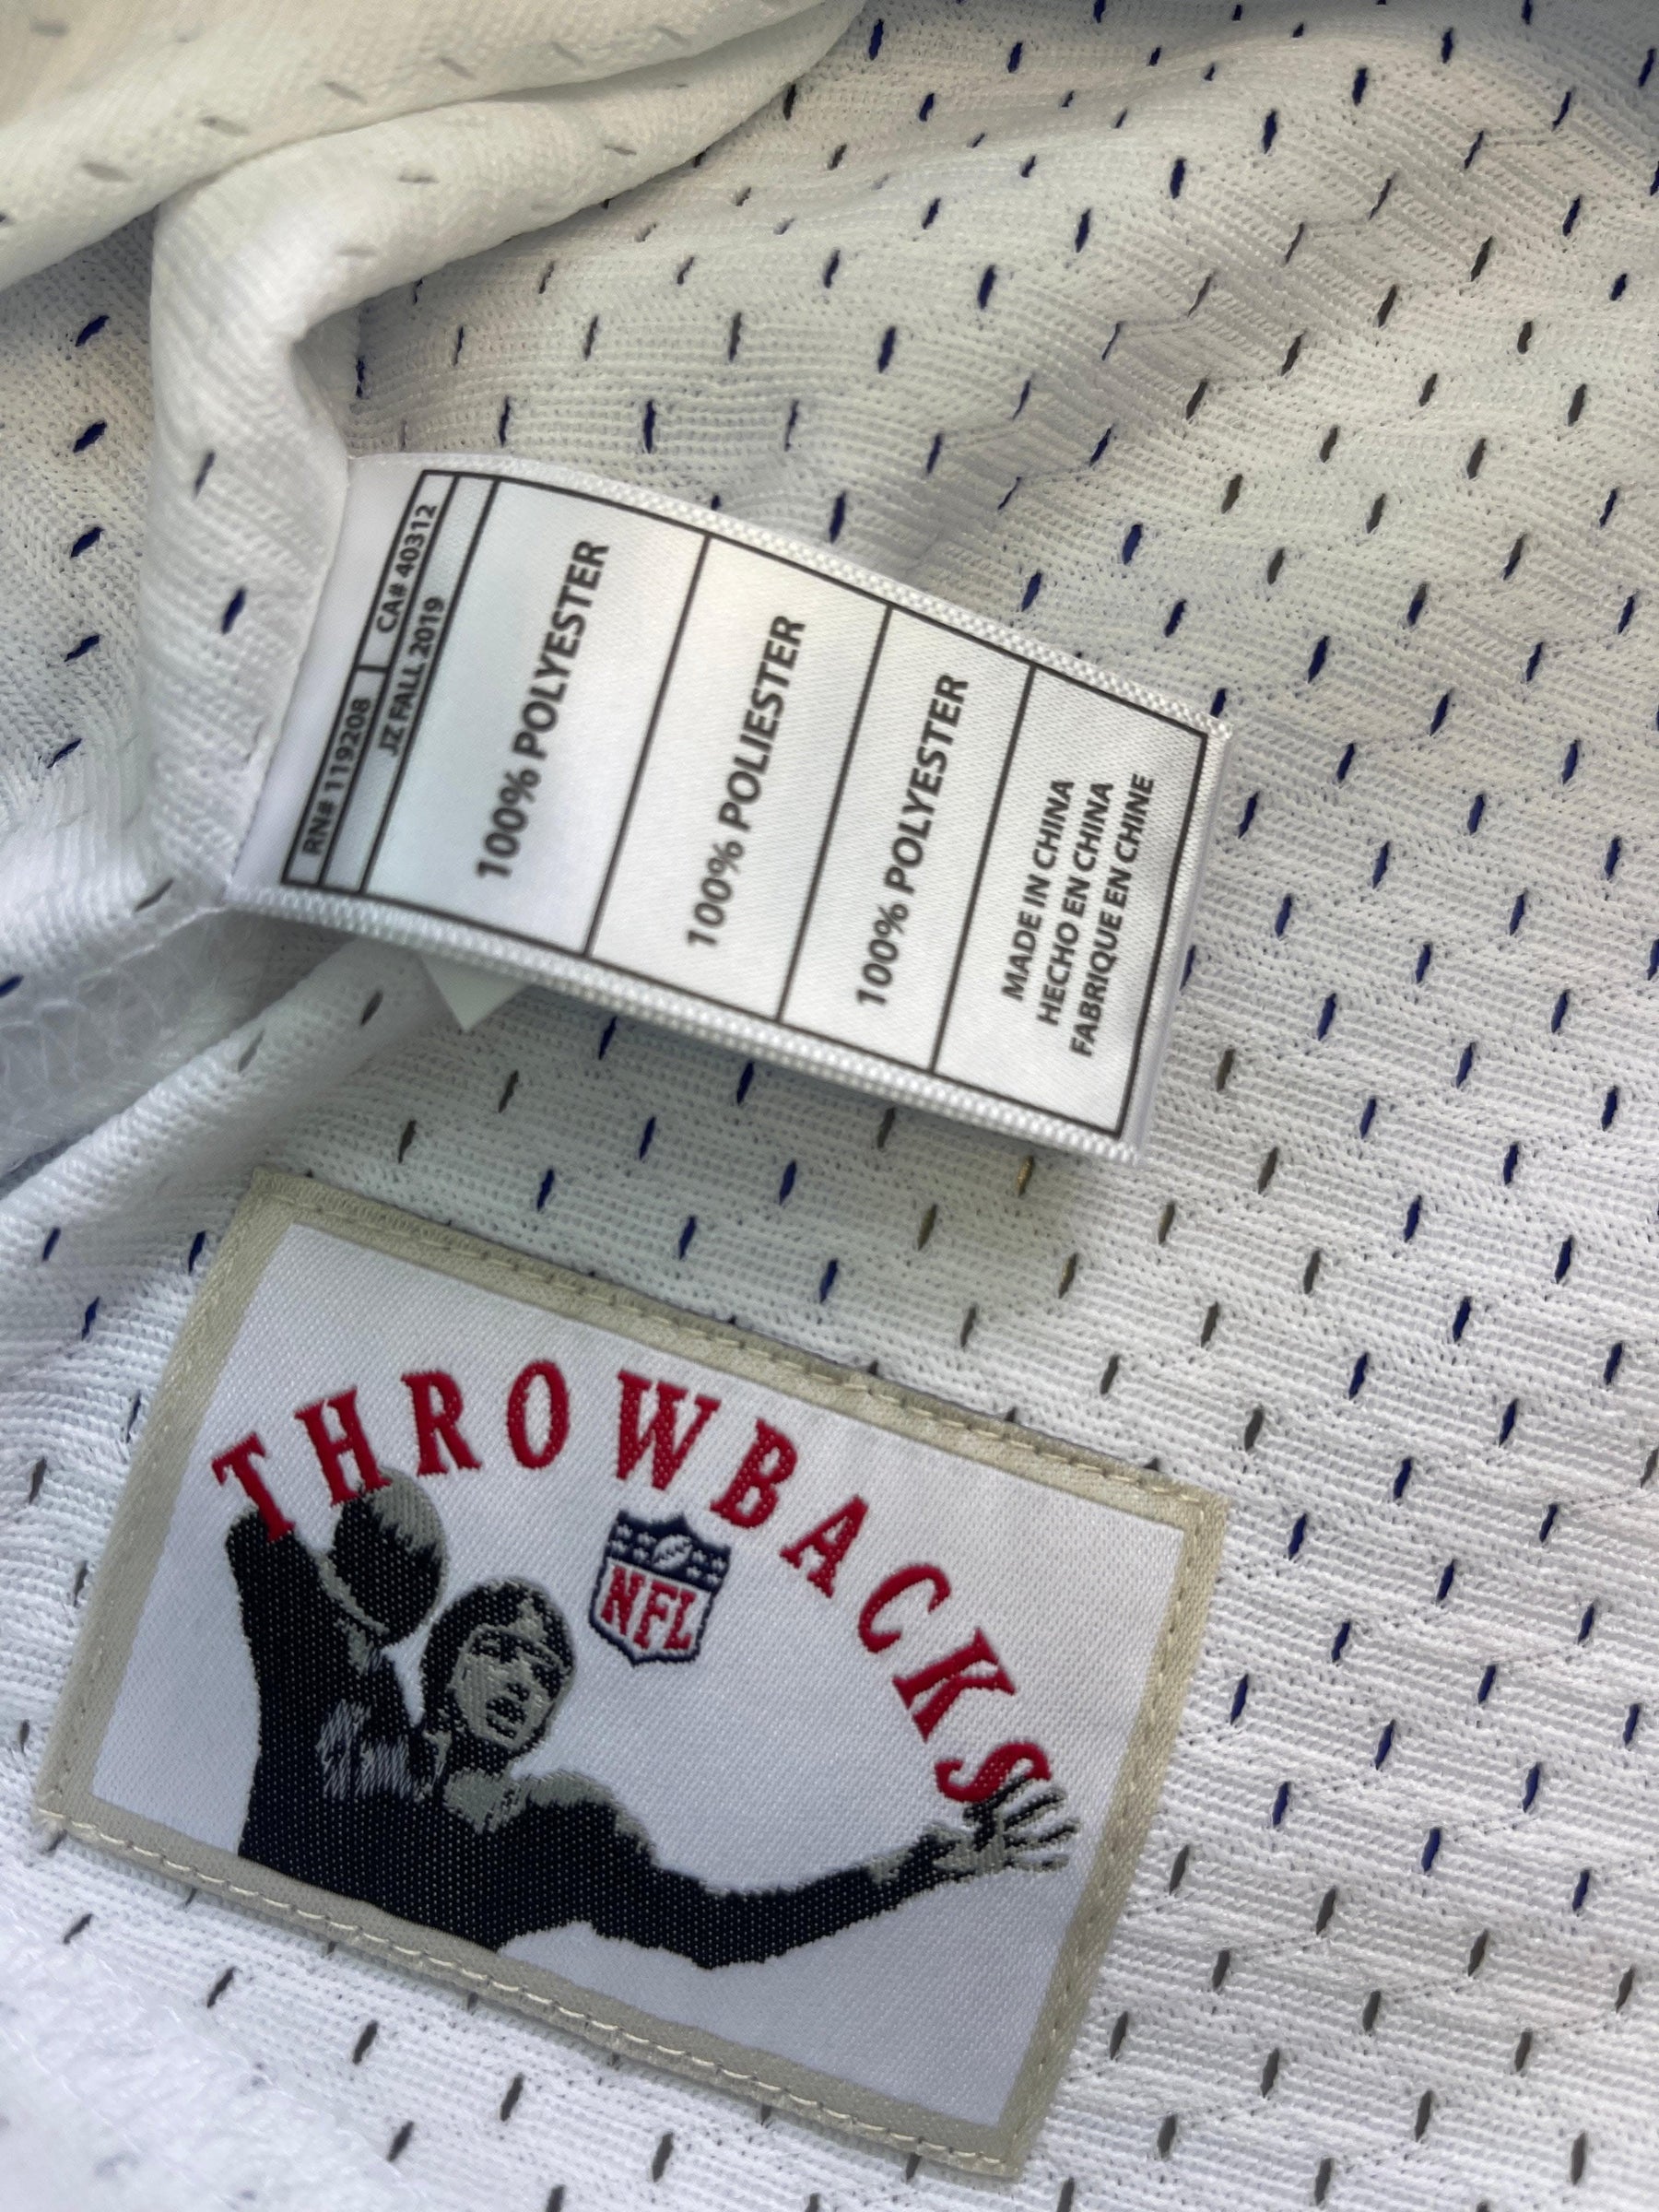 RN# 119208 CA# 40312
JZ FALL 2019
100% POLYESTER
100% POLIESTER
100% POLYESTER
MADE IN CHINA
HECHO EN CHINA
FABRIQUE EN CHINE
THROWBACKS
NFL